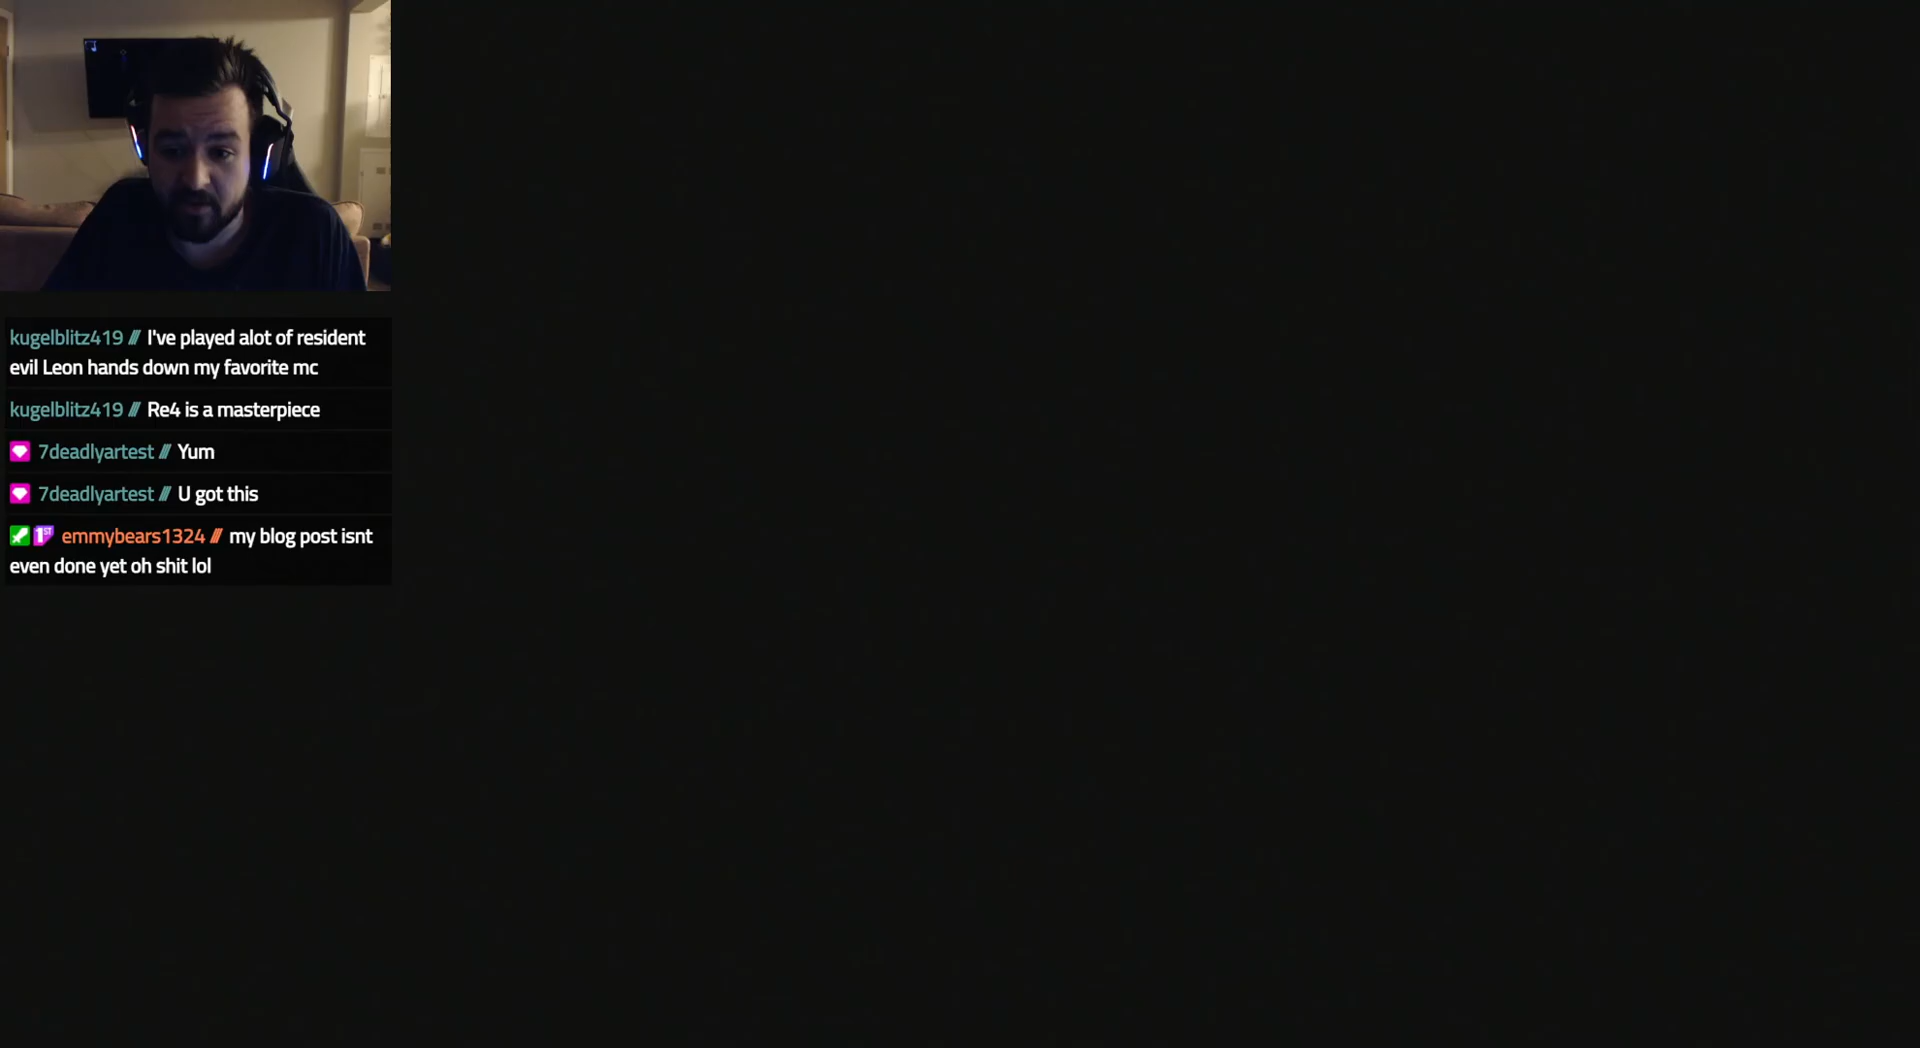 kugelblitz419 /// I've played alot of resident
evil Leon hands down my favorite mc
kugelblitz419 /// Re4 is a masterpiece
7deadlyartest /// Yum
7deadlyartest /// U got this
1ST emmybears1324 /// my blog post isnt
even done yet oh shit lol